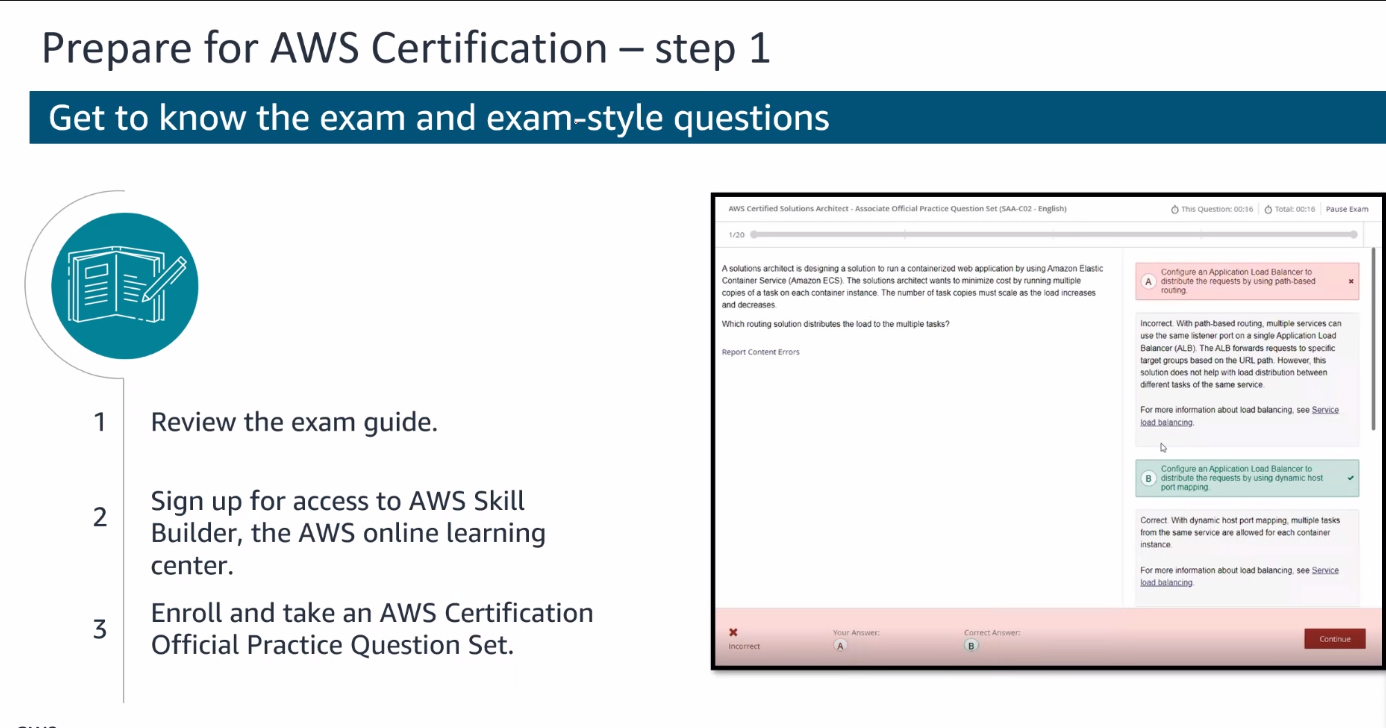 Prepare for AWS Certification – step 1
Get to know the exam and exam-style questions
1 Review the exam guide.
2 Sign up for access to AWS Skill
Builder, the AWS online learning
center.
3 Enroll and take an AWS Certification
Official Practice Question Set.
AWS Certified Solutions Architect - Associate Official Practice Question Set (SAA-C02 - English)
This Question: 00:16 Total: 00:16 Pause Exam
1/20
A solutions architect is designing a solution to run a containerized web application by using Amazon Elastic
Container Service (Amazon ECS). The solutions architect wants to minimize cost by running multiple
copies of a task on each container instance. The number of task copies must scale as the load increases
and decreases.
Which routing solution distributes the load to the multiple tasks?
Report Content Errors
A Configure an Application Load Balancer to
distribute the requests by using path-based
routing.
Incorrect. With path-based routing, multiple services can
use the same listener port on a single Application Load
Balancer (ALB). The ALB forwards requests to specific
target groups based on the URL path. However, this
solution does not help with load distribution between
different tasks of the same service.
For more information about load balancing, see Service
load balancing.
B Configure an Application Load Balancer to
distribute the requests by using dynamic host
port mapping.
Correct. With dynamic host port mapping, multiple tasks
from the same service are allowed for each container
instance.
For more information about load balancing, see Service
load balancing.
Incorrect
Your Answer:
A
Correct Answer:
B
Continue